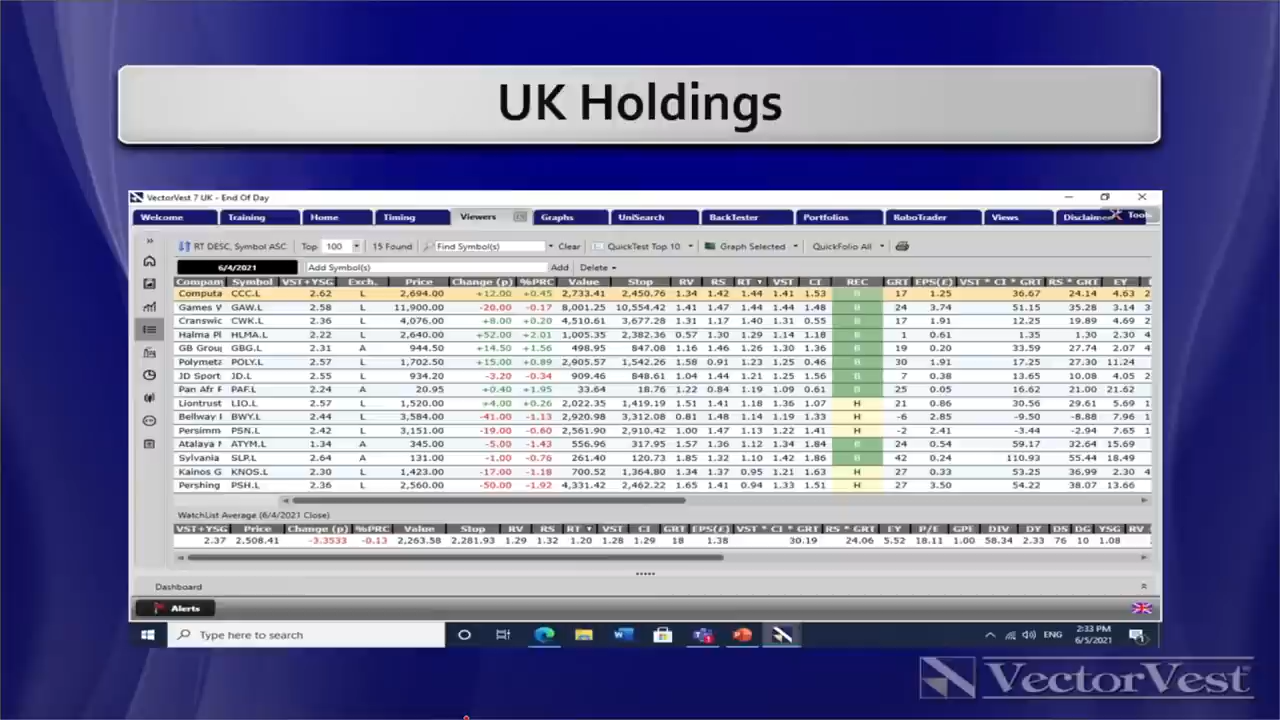 UK Holdings
VectorVest 7 UK - End Of Day
Welcome Training Home Timing Viewers Graphs UniSearch BackTester Portfolios RoboTrader Views Disclaimer Tools
RT DESC, Symbol ASC Top 100 15 Found Find Symbol(s) Clear QuickTest Top 10 Graph Selected QuickFolio All
6/4/2021 Add Symbol(s) Add Delete
Company Symbol VST+YSG Exch. Price Change (p) %PRC Value Stop RV RS RT VST CI REC GRT EPS(£) VST * CI * GRT RS * GRT EY
Computa CCC.L 2.62 L 2,694.00 +12.00 +0.45 2,733.41 2,450.76 1.34 1.42 1.44 1.41 1.53 B 17 1.25 36.67 24.14 4.63 2
Games V GAW.L 2.58 L 11,900.00 -20.00 -0.17 8,001.25 10,554.42 1.41 1.47 1.44 1.44 1.48 B 24 3.74 51.15 35.28 3.14 3
Cranswic CWK.L 2.36 L 4,076.00 +8.00 +0.20 4,510.61 3,677.28 1.31 1.17 1.40 1.31 0.55 B 17 1.91 12.25 19.89 4.69 2
Halma Pl HLMA.L 2.22 L 2,640.00 +52.00 +2.01 1,005.35 2,382.36 0.57 1.30 1.29 1.14 1.18 B 1 0.61 1.35 1.30 2.30 4
GB Group GBG.L 2.31 A 944.50 +14.50 +1.56 498.95 847.08 1.16 1.46 1.26 1.30 1.36 B 19 0.20 33.59 27.74 2.07 4
Polymeta POLY.L 2.57 L 1,702.50 +15.00 +0.89 2,905.57 1,542.26 1.58 0.91 1.23 1.25 0.46 B 30 1.91 17.25 27.30 11.24
JD Sport JD.L 2.55 L 934.20 -3.20 -0.34 909.46 848.61 1.04 1.44 1.21 1.25 1.56 B 7 0.38 13.65 10.08 4.05 2
Pan Afr F PAF.L 2.24 A 20.95 +0.40 +1.95 33.64 18.76 1.22 0.84 1.19 1.09 0.61 B 25 0.05 16.62 21.00 21.62
Liontrust LIO.L 2.57 L 1,520.00 +4.00 +0.26 2,022.35 1,419.19 1.51 1.41 1.18 1.36 1.07 H 21 0.86 30.56 29.61 5.69
Bellway I BWY.L 2.44 L 3,584.00 -41.00 -1.13 2,920.98 3,312.08 0.81 1.48 1.14 1.19 1.33 H -6 2.85 -9.50 -8.88 7.96
Persimm PSN.L 2.42 L 3,151.00 -19.00 -0.60 2,561.90 2,910.42 1.00 1.47 1.13 1.22 1.41 H -2 2.41 -3.44 -2.94 7.65
Atalaya M ATYM.L 1.34 A 345.00 -5.00 -1.43 556.96 317.95 1.57 1.36 1.12 1.34 1.84 B 24 0.54 59.17 32.64 15.69
Sylvania SLP.L 2.64 A 131.00 -1.00 -0.76 261.40 120.73 1.85 1.32 1.10 1.42 1.86 B 42 0.24 110.93 55.44 18.49
Kainos G KNOS.L 2.30 L 1,423.00 -17.00 -1.18 700.52 1,364.80 1.34 1.37 0.95 1.21 1.63 H 27 0.33 53.25 36.99 2.30
Pershing PSH.L 2.36 L 2,560.00 -50.00 -1.92 4,331.42 2,462.22 1.65 1.41 0.94 1.33 1.51 H 27 3.50 54.22 38.07 13.66
WatchList Average (6/4/2021 Close)
VST+YSG Price Change (p) %PRC Value Stop RV RS RT VST CI GRT EPS(£) VST * CI * GRT RS * GRT EY P/E GPE DIV DY DS DG YSG RV
2.37 2,508.41 -3.3533 -0.13 2,263.58 2,281.93 1.29 1.32 1.20 1.28 1.29 18 1.38 30.19 24.06 5.52 18.11 1.00 58.34 2.33 76 10 1.08
Dashboard
Alerts
Type here to search
ENG 2:33 PM
6/5/2021
VectorVest